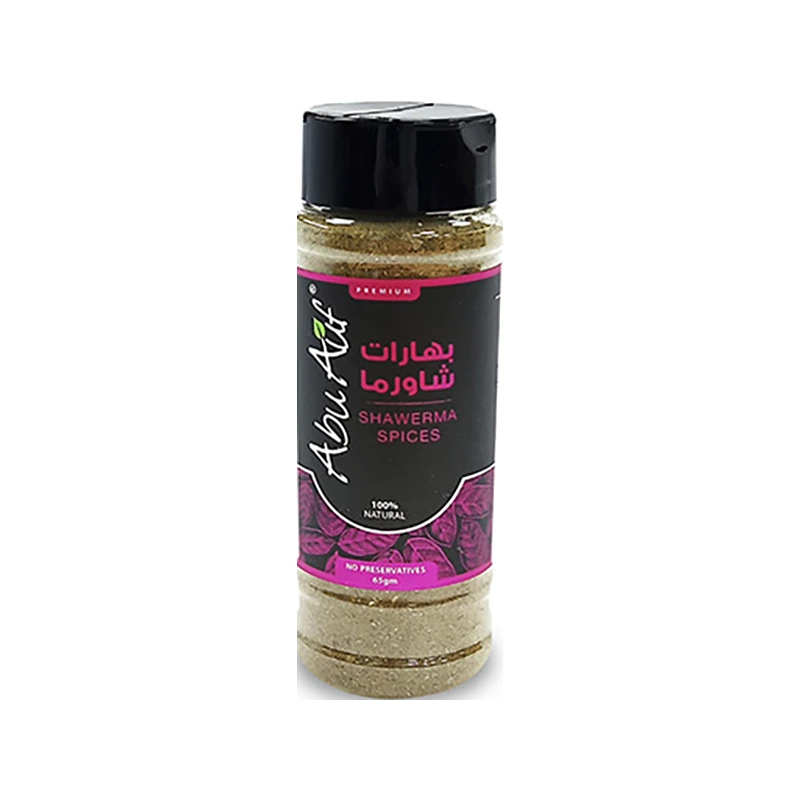 PREMIUM
Abu Auf®
بهارات
شاورما
SHAWERMA
SPICES
100%
NATURAL
NO PRESERVATIVES
65gm